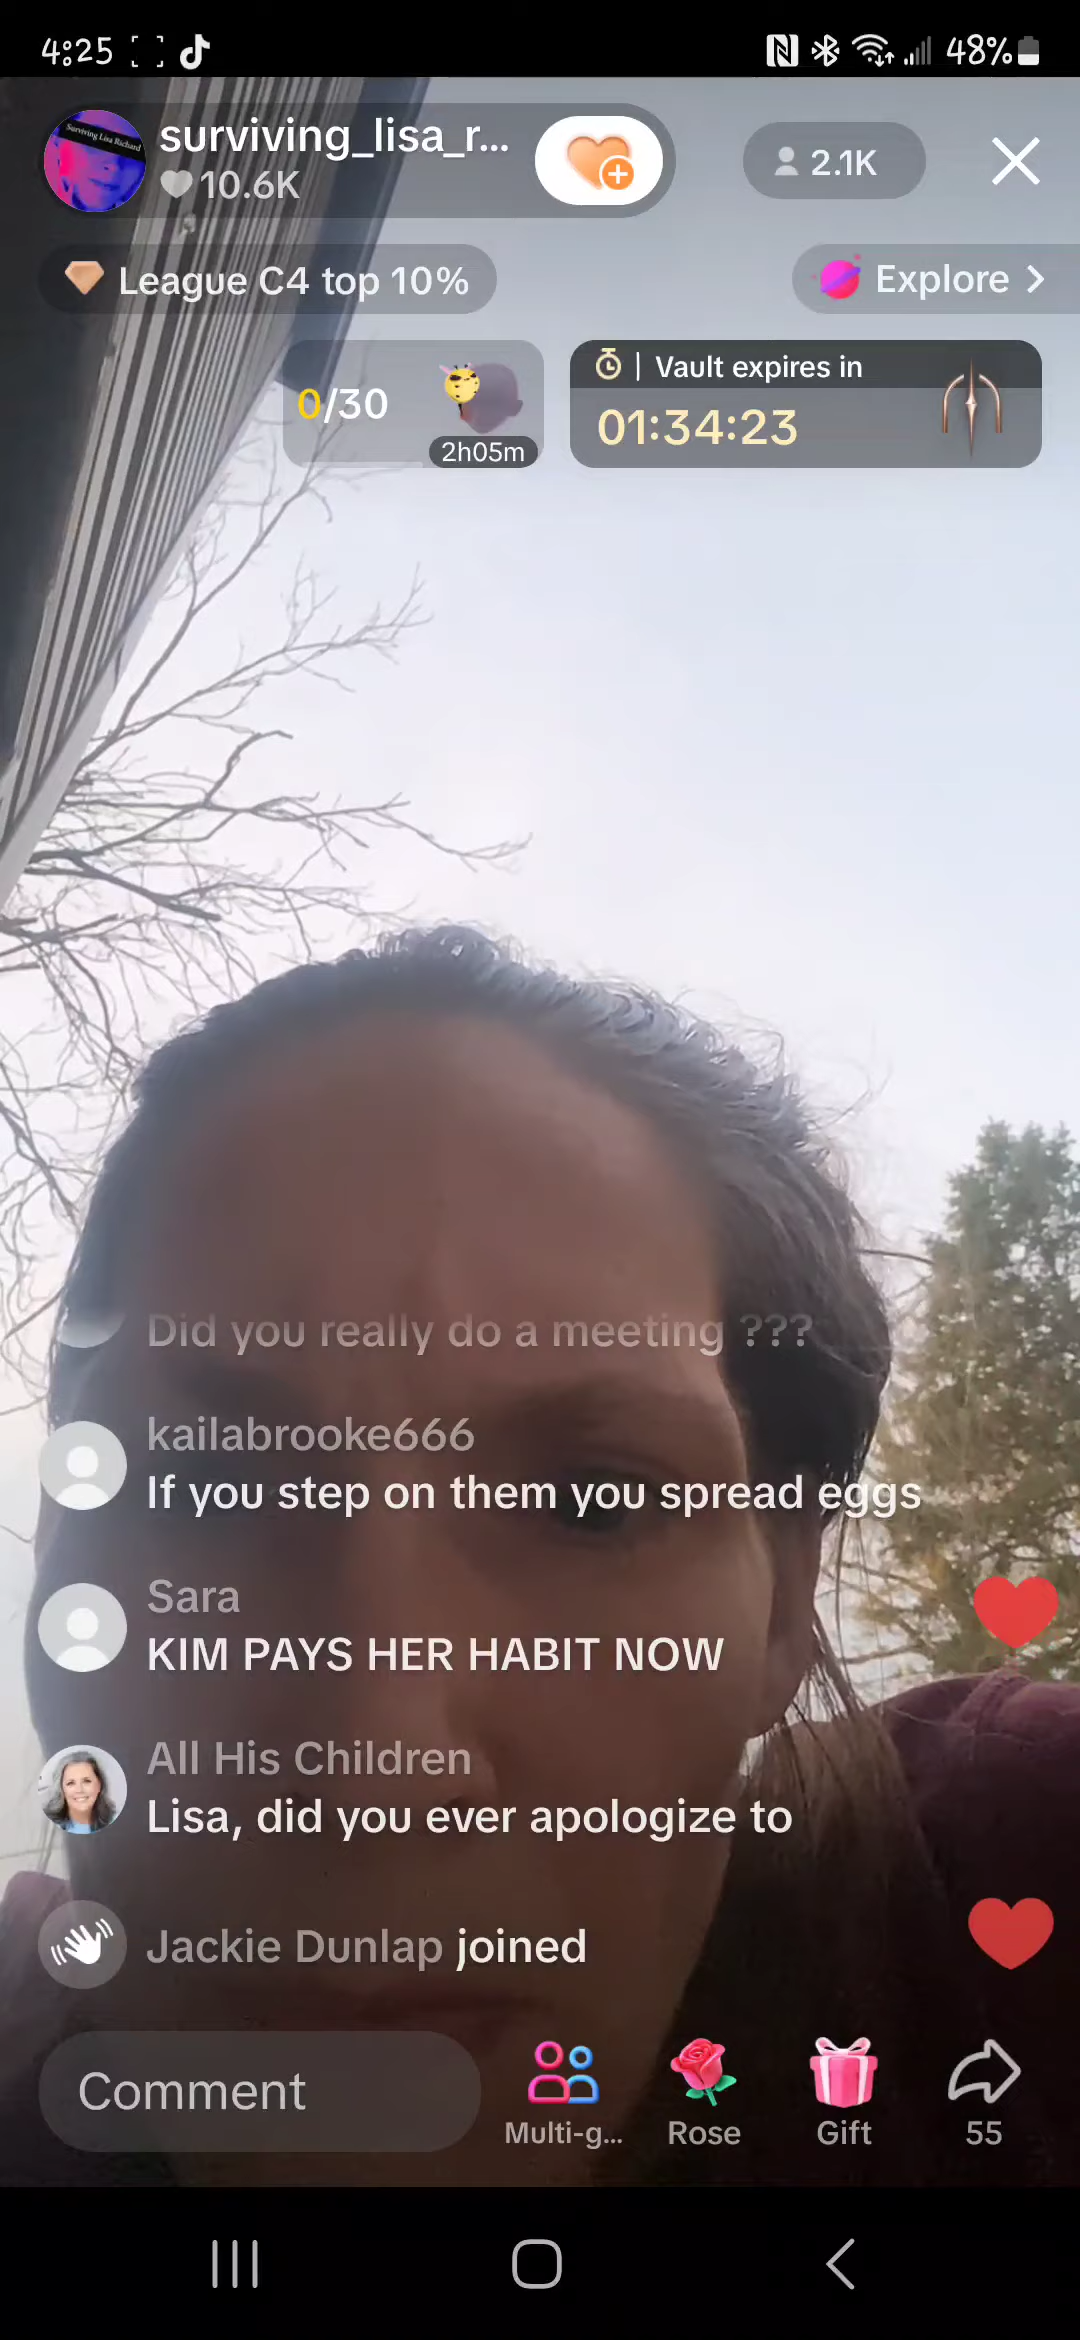 4:25
48%
Surviving Lisa Richard
surviving_lisa_r...
10.6K
2.1K
League C4 top 10%
Explore
0/30
2h05m
Vault expires in
01:34:23
Did you really do a meeting ???
kailabrooke666
If you step on them you spread eggs
Sara
KIM PAYS HER HABIT NOW
All His Children
Lisa, did you ever apologize to
Jackie Dunlap joined
Comment
Multi-g...
Rose
Gift
55